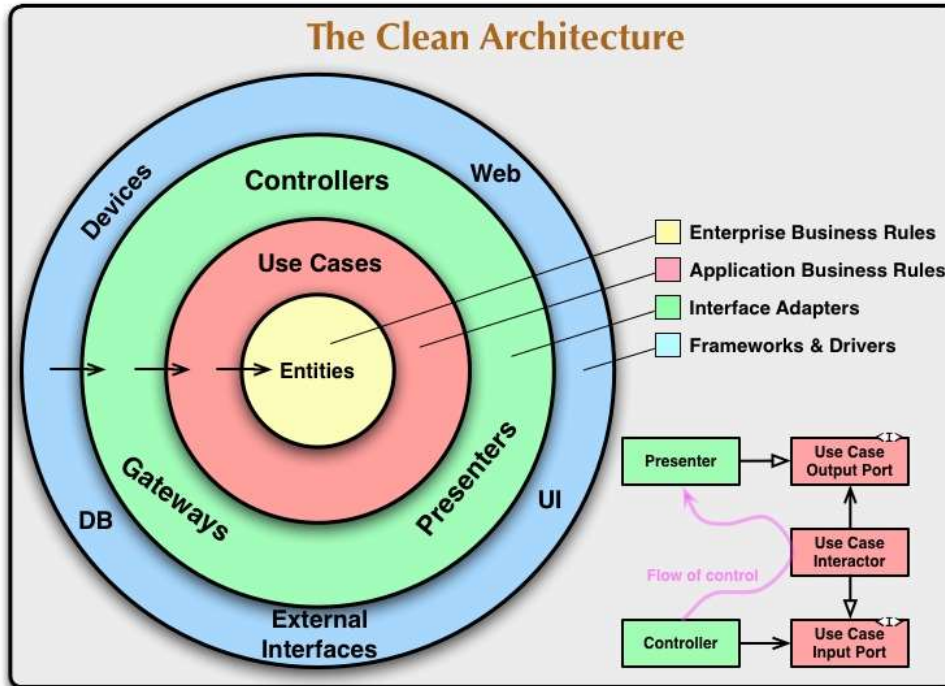 The Clean Architecture
Devices
Web
Controllers
Use Cases
Entities
Gateways
Presenters
DB
UI
External
Interfaces
Enterprise Business Rules
Application Business Rules
Interface Adapters
Frameworks & Drivers
Presenter
<I>
Use Case
Output Port
Use Case
Interactor
Flow of control
Controller
<I>
Use Case
Input Port